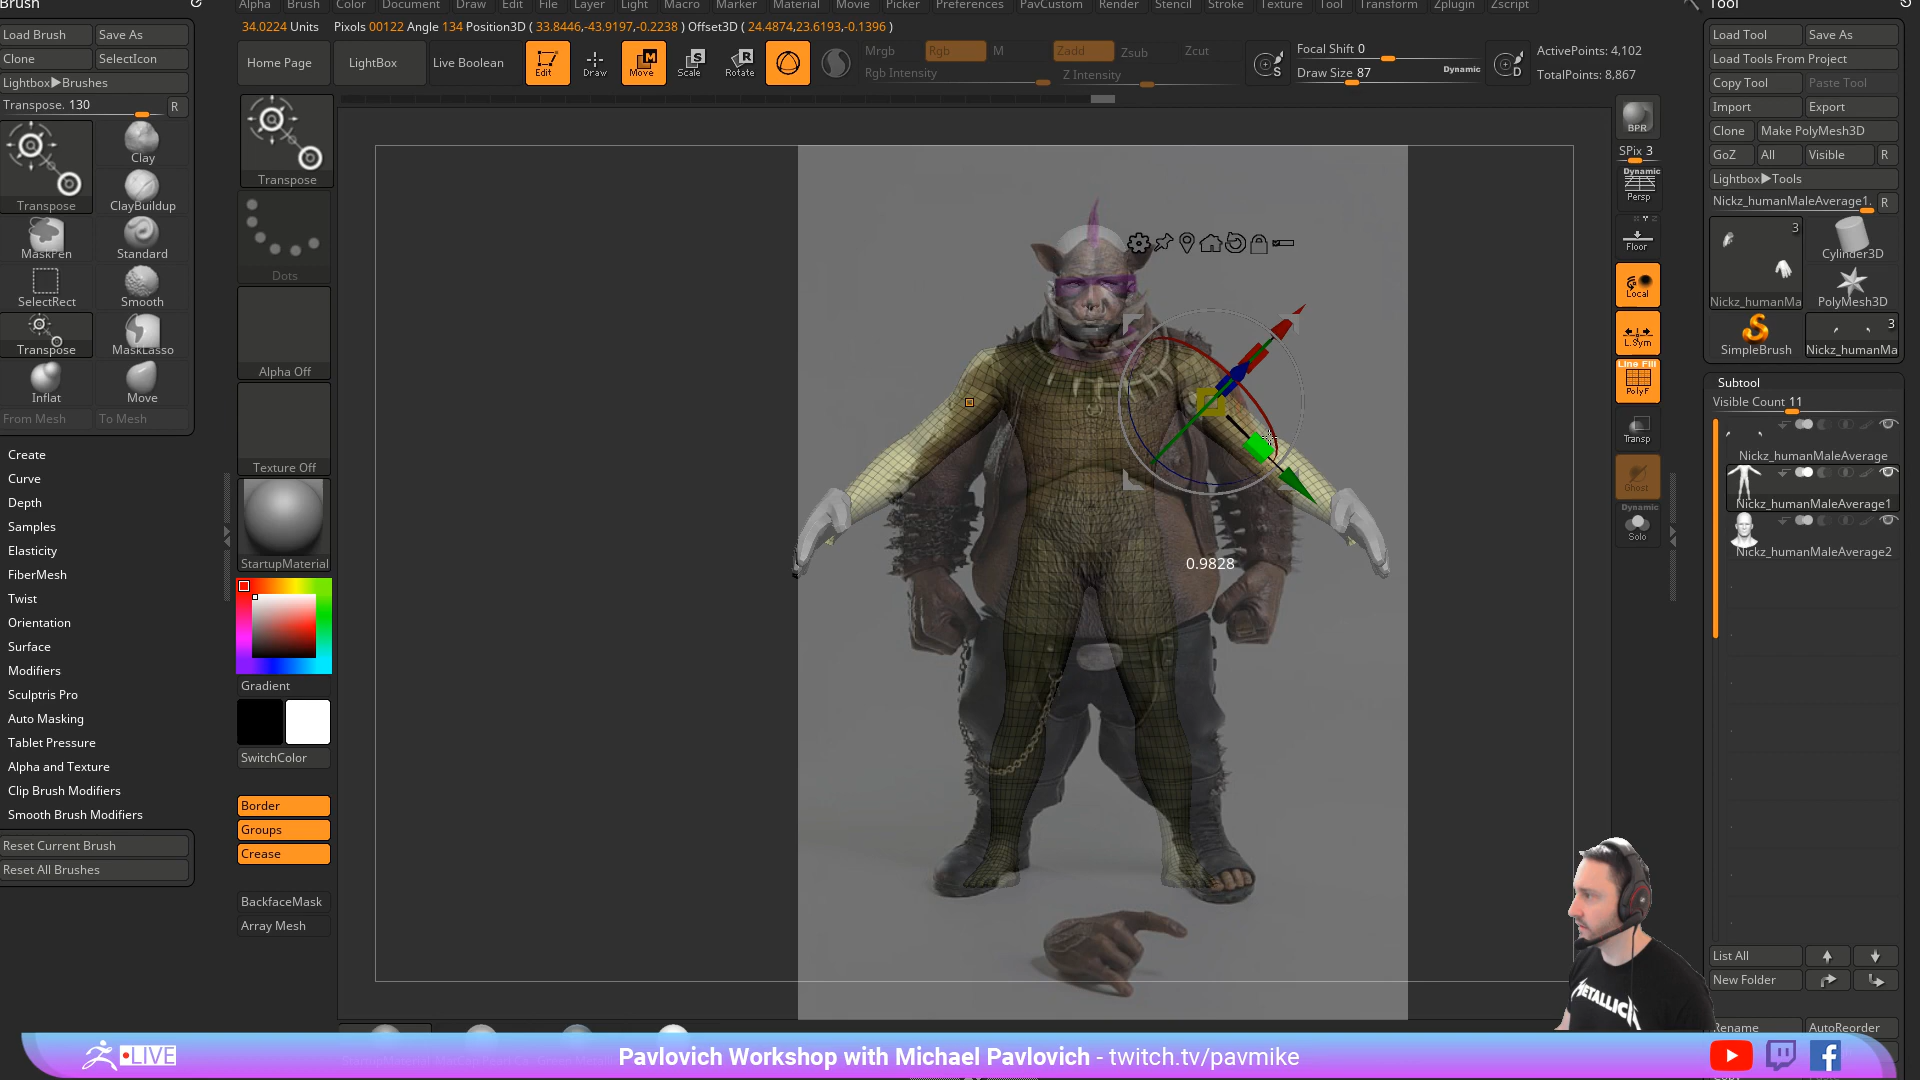 Brush
Alpha Brush Color Document Draw Edit File Layer Light Macro Marker Material Movie Picker Preferences PavCustom Render Stencil Stroke Texture Tool Transform Zplugin Zscript
Tool
34.0224 Units Pixols 00122 Angle 134 Position3D ( 33.8446,-43.9197,-0.2238 ) Offset3D ( 24.4874,23.6193,-0.1396 )
Load Brush
Save As
Clone
SelectIcon
Lightbox▶Brushes
Transpose. 130
R
Transpose
Clay
ClayBuildup
MaskPen
Standard
SelectRect
Smooth
Transpose
MaskLasso
Inflat
Move
From Mesh
To Mesh
Create
Curve
Depth
Samples
Elasticity
FiberMesh
Twist
Orientation
Surface
Modifiers
Sculptris Pro
Auto Masking
Tablet Pressure
Alpha and Texture
Clip Brush Modifiers
Smooth Brush Modifiers
Reset Current Brush
Reset All Brushes
Home Page
LightBox
Live Boolean
Edit
Draw
Move
Scale
Rotate
Mrgb
Rgb
M
Rgb Intensity
Zadd
Zsub
Zcut
Z Intensity
S
Focal Shift 0
Draw Size 87
Dynamic
D
ActivePoints: 4,102
TotalPoints: 8,867
Transpose
Dots
Alpha Off
Texture Off
StartupMaterial
Gradient
SwitchColor
Border
Groups
Crease
BackfaceMask
Array Mesh
0.9828
BPR
SPix 3
Dynamic
Persp
Floor
Local
L.Sym
Line Fill
PolyF
Transp
Ghost
Dynamic
Solo
Load Tool
Save As
Load Tools From Project
Copy Tool
Paste Tool
Import
Export
Clone
Make PolyMesh3D
GoZ
All
Visible
R
Lightbox▶Tools
Nickz_humanMaleAverage1.
R
3
Nickz_humanMa
Cylinder3D
PolyMesh3D
SimpleBrush
3
Nickz_humanMa
Subtool
Visible Count 11
Nickz_humanMaleAverage
Nickz_humanMaleAverage1
Nickz_humanMaleAverage2
List All
New Folder
Rename
AutoReorder
METALLIC
LIVE
Pavlovich Workshop with Michael Pavlovich - twitch.tv/pavmike